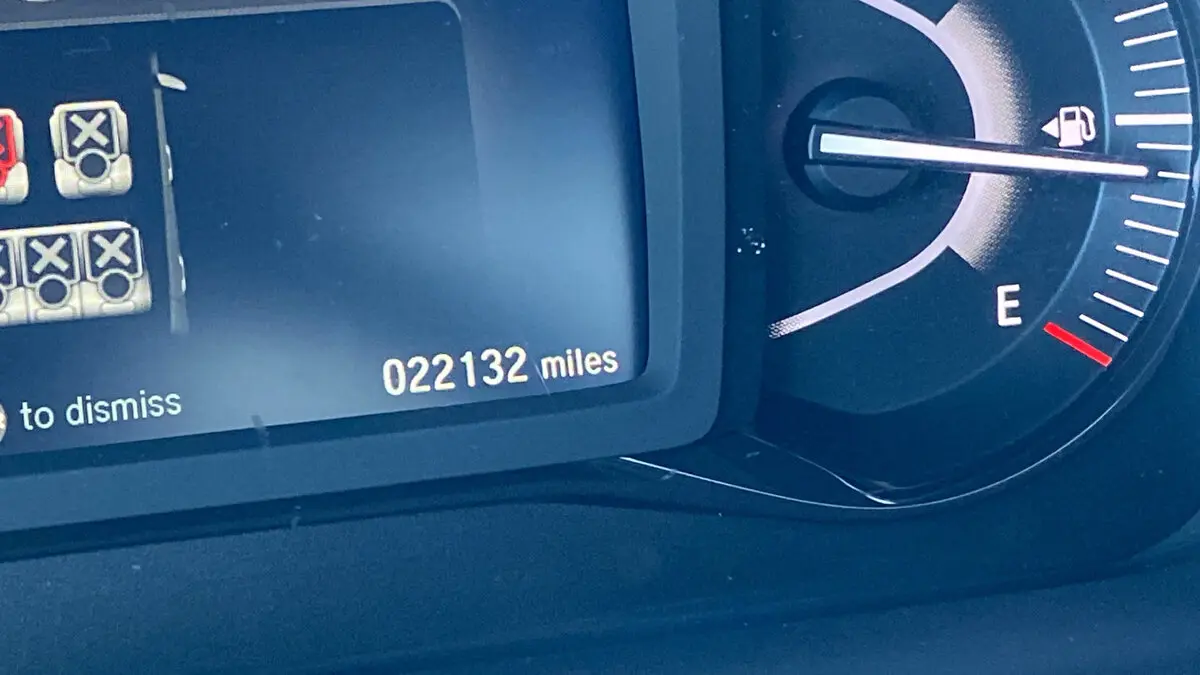 E
022132 miles
to dismiss